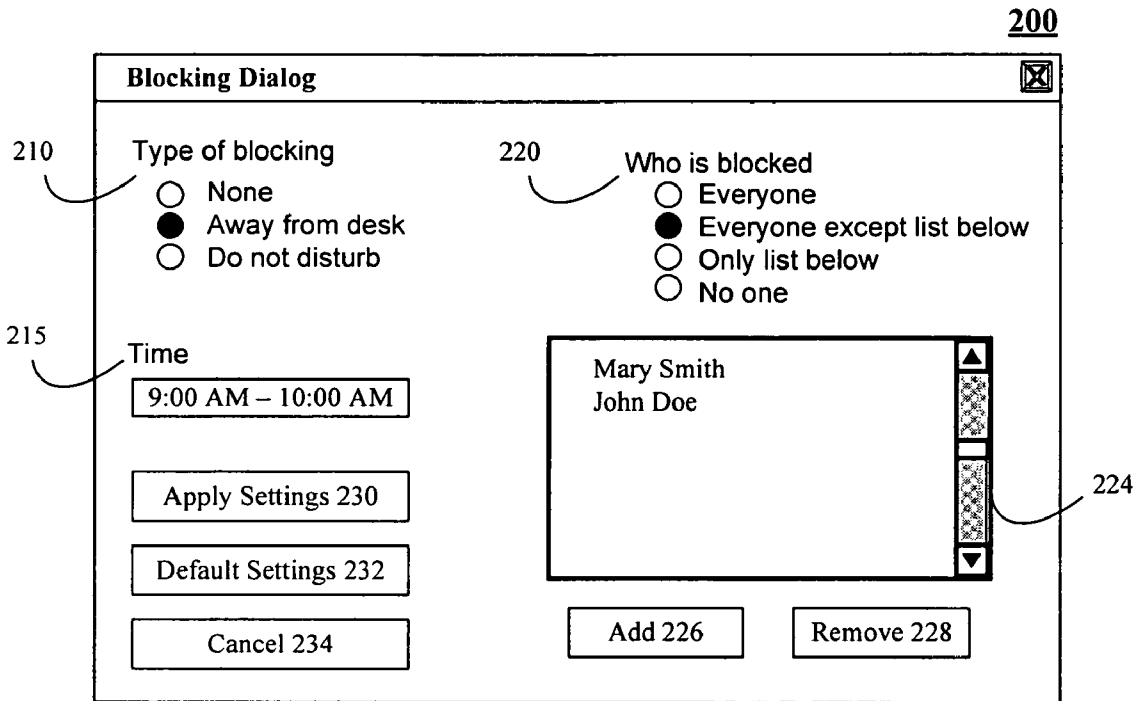 200
Blocking Dialog
210
Type of blocking
None
Away from desk
Do not disturb
220
Who is blocked
Everyone
Everyone except list below
Only list below
No one
215
Time
9:00 AM – 10:00 AM
Mary Smith
John Doe
224
Apply Settings 230
Default Settings 232
Cancel 234
Add 226
Remove 228